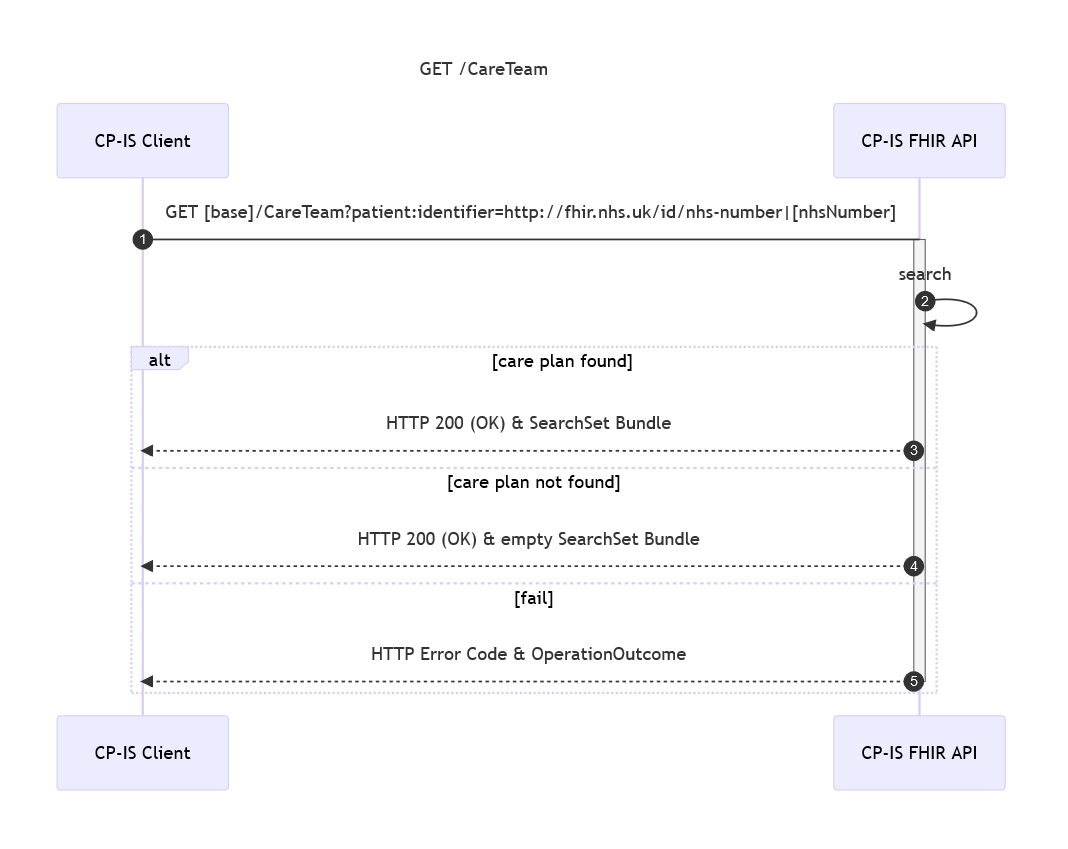 GET /CareTeam
CP-IS Client
CP-IS FHIR API
GET [base]/CareTeam?patient:identifier=http://fhir.nhs.uk/id/nhs-number|[nhsNumber]
1
search
2
alt
[care plan found]
HTTP 200 (OK) & SearchSet Bundle
3
[care plan not found]
HTTP 200 (OK) & empty SearchSet Bundle
4
[fail]
HTTP Error Code & OperationOutcome
5
CP-IS Client
CP-IS FHIR API